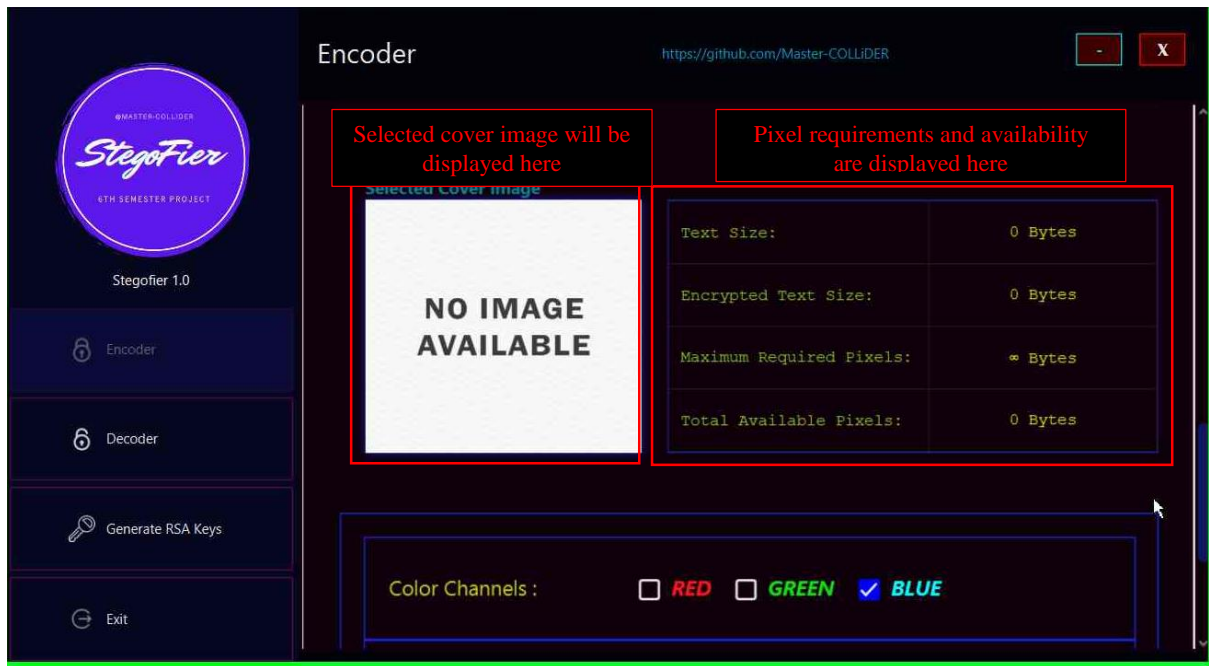 Encoder
https://github.com/Master-COLLiDER
-
X
@MASTER-COLLIDER
StegoFier
6TH SEMESTER PROJECT
Stegofier 1.0
Encoder
Decoder
Generate RSA Keys
Exit
Selected cover image will be
displayed here
Pixel requirements and availability
are displayed here
Selected Cover Image
NO IMAGE
AVAILABLE
Text Size: 0 Bytes
Encrypted Text Size: 0 Bytes
Maximum Required Pixels: ∞ Bytes
Total Available Pixels: 0 Bytes
Color Channels : RED GREEN BLUE